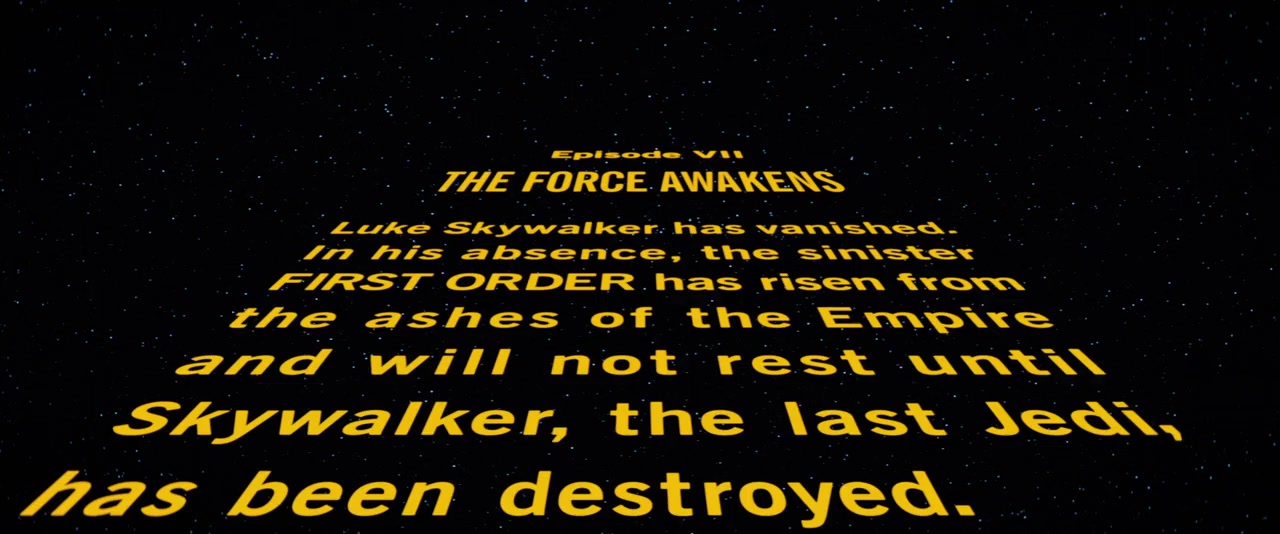 Episode VII
THE FORCE AWAKENS
Luke Skywalker has vanished.
In his absence, the sinister
FIRST ORDER has risen from
the ashes of the Empire
and will not rest until
Skywalker, the last Jedi,
has been destroyed.